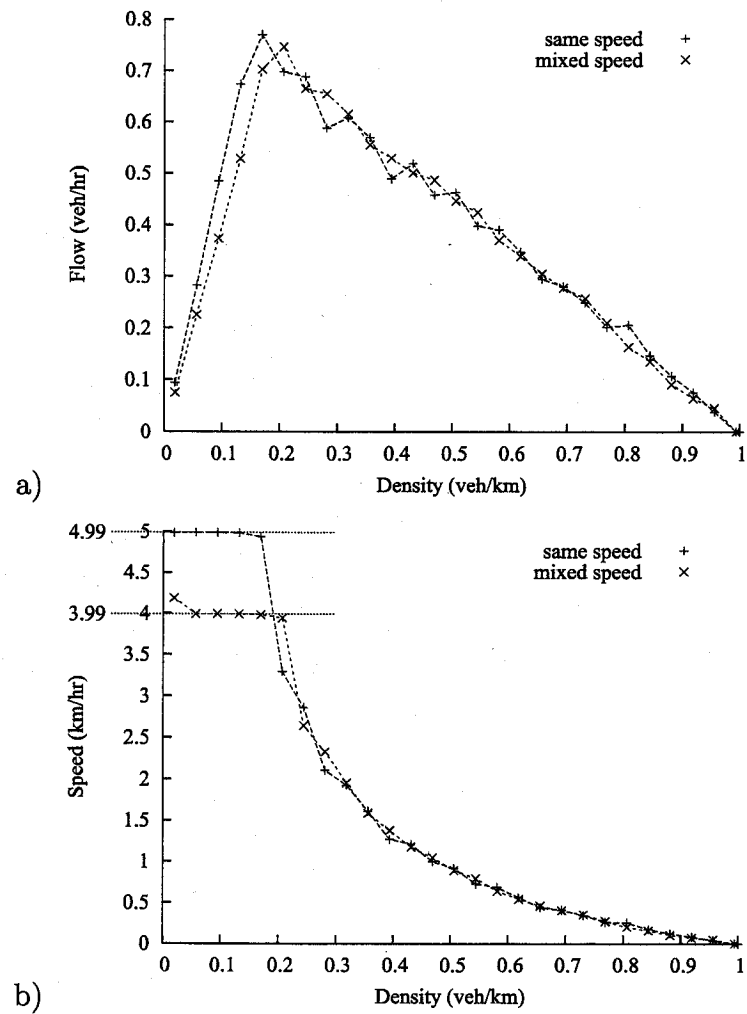 0.8
same speed
mixed speed
0.7
0.6
0.5
Flow (veh/hr)
0.4
0.3
0.2
0.1
0
0 0.1 0.2 0.3 0.4 0.5 0.6 0.7 0.8 0.9 1
Density (veh/km)
a)
4.99 5
same speed
mixed speed
4.5
3.99 4
3.5
3
Speed (km/hr)
2.5
2
1.5
1
0.5
0
0 0.1 0.2 0.3 0.4 0.5 0.6 0.7 0.8 0.9 1
Density (veh/km)
b)